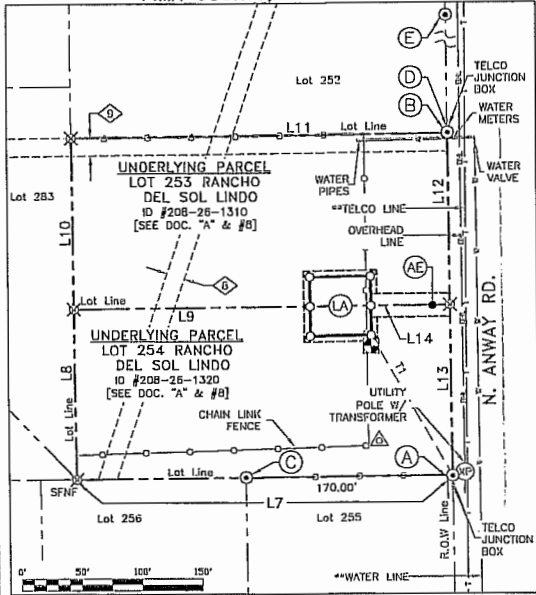 E
TELCO
JUNCTION
BOX
Lot 252
D
B
WATER
METERS
9
L11
Lot Line
UNDERLYING PARCEL
LOT 253 RANCHO
DEL SOL LINDO
ID #208-26-1310
[SEE DOC. "A" & #8]
WATER
PIPES
WATER
VALVE
L12
Lot 283
**TELCO LINE
OVERHEAD
LINE
L10
8
AE
LA
Lot Line
L9
L14
N. ANWAY RD.
UNDERLYING PARCEL
LOT 254 RANCHO
DEL SOL LINDO
ID #208-26-1320
[SEE DOC. "A" & #8]
T1
L13
L8
Lot Line
UTILITY
POLE W/
TRANSFORMER
CHAIN LINK
FENCE
XP
A
Lot Line
C
170.00'
SFNF
L7
Lot 256
Lot 255
R.O.W Line
TELCO
JUNCTION
BOX
0'
50'
100'
150'
**WATER LINE